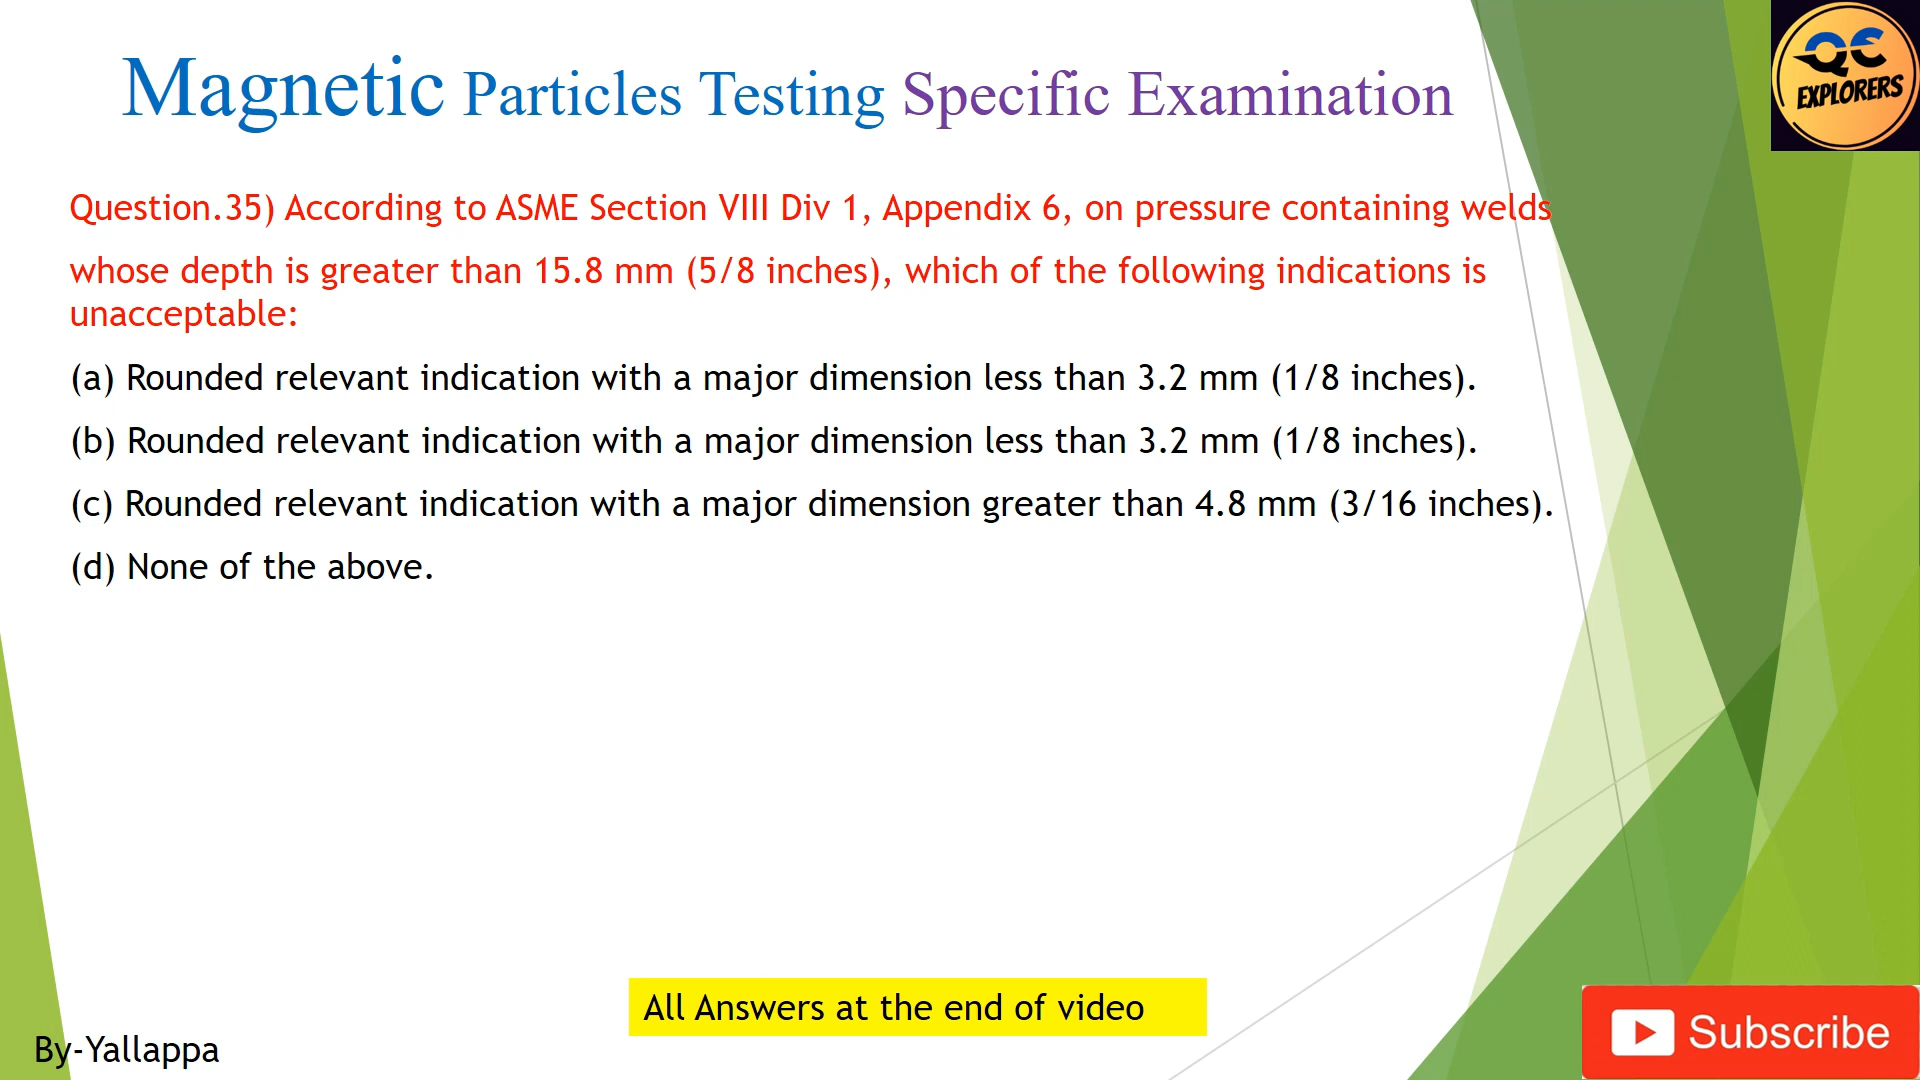 QC
EXPLORERS
Magnetic Particles Testing Specific Examination
Question.35) According to ASME Section VIII Div 1, Appendix 6, on pressure containing welds
whose depth is greater than 15.8 mm (5/8 inches), which of the following indications is
unacceptable:
(a) Rounded relevant indication with a major dimension less than 3.2 mm (1/8 inches).
(b) Rounded relevant indication with a major dimension less than 3.2 mm (1/8 inches).
(c) Rounded relevant indication with a major dimension greater than 4.8 mm (3/16 inches).
(d) None of the above.
All Answers at the end of video
By-Yallappa
Subscribe